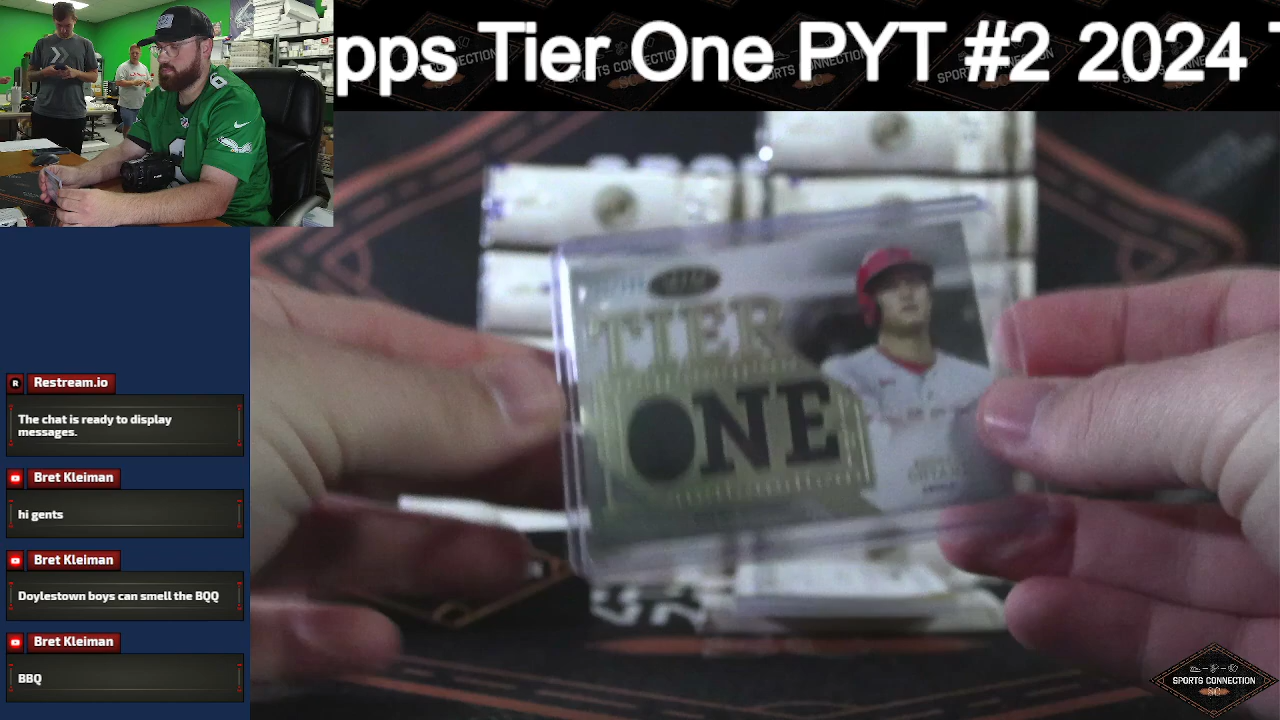 pps Tier One PYT #2 2024 T
TIER
ONE
Restream.io
The chat is ready to display
messages.
Bret Kleiman
hi gents
Bret Kleiman
Doylestown boys can smell the BQQ
Bret Kleiman
BBQ
SPORTS CONNECTION
SC